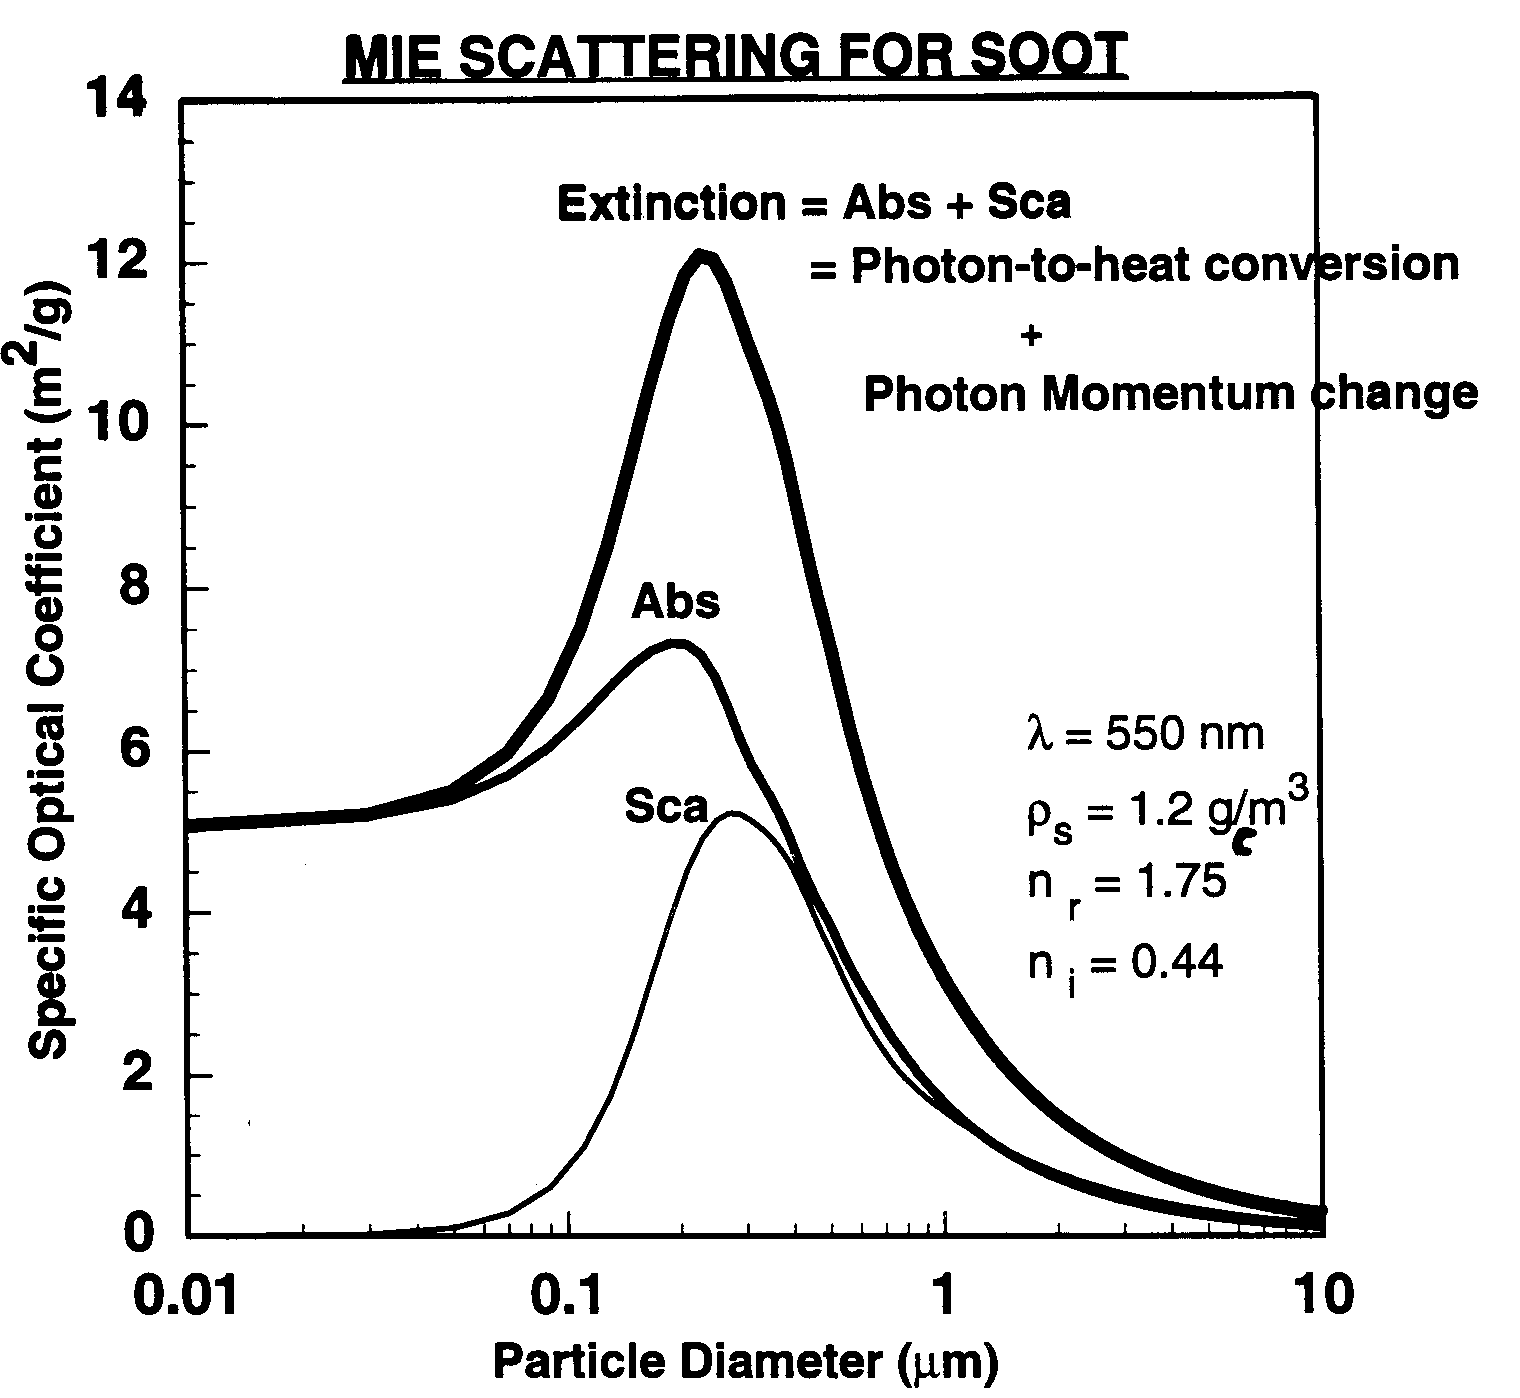 MIE SCATTERING FOR SOOT
14
12
10
8
6
4
2
0
Specific Optical Coefficient (m²/g)
Extinction = Abs + Sca
= Photon-to-heat conversion
+
Photon Momentum change
Abs
Sca
λ = 550 nm
ρs = 1.2 g/cm³
n r = 1.75
n i = 0.44
0.01 0.1 1 10
Particle Diameter (μm)